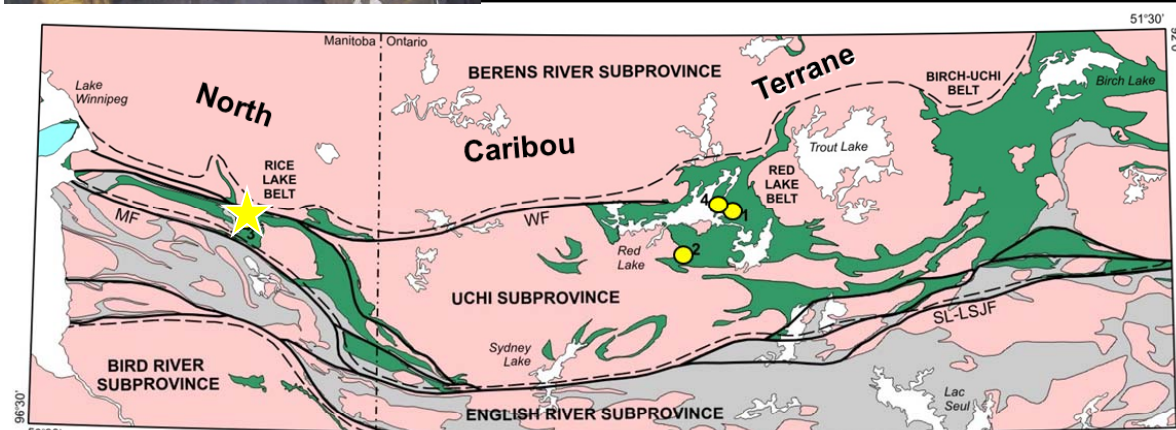 51°30'
92°
Manitoba
Ontario
BERENS RIVER SUBPROVINCE
Terrane
BIRCH-UCHI
BELT
Birch Lake
Lake
Winnipeg
North
Caribou
Trout Lake
RICE
LAKE
BELT
RED
LAKE
BELT
4
1
MF
3
WF
Red
Lake
2
UCHI SUBPROVINCE
SL-LSJF
Sydney
Lake
BIRD RIVER
SUBPROVINCE
Lac
Seul
96°30'
ENGLISH RIVER SUBPROVINCE